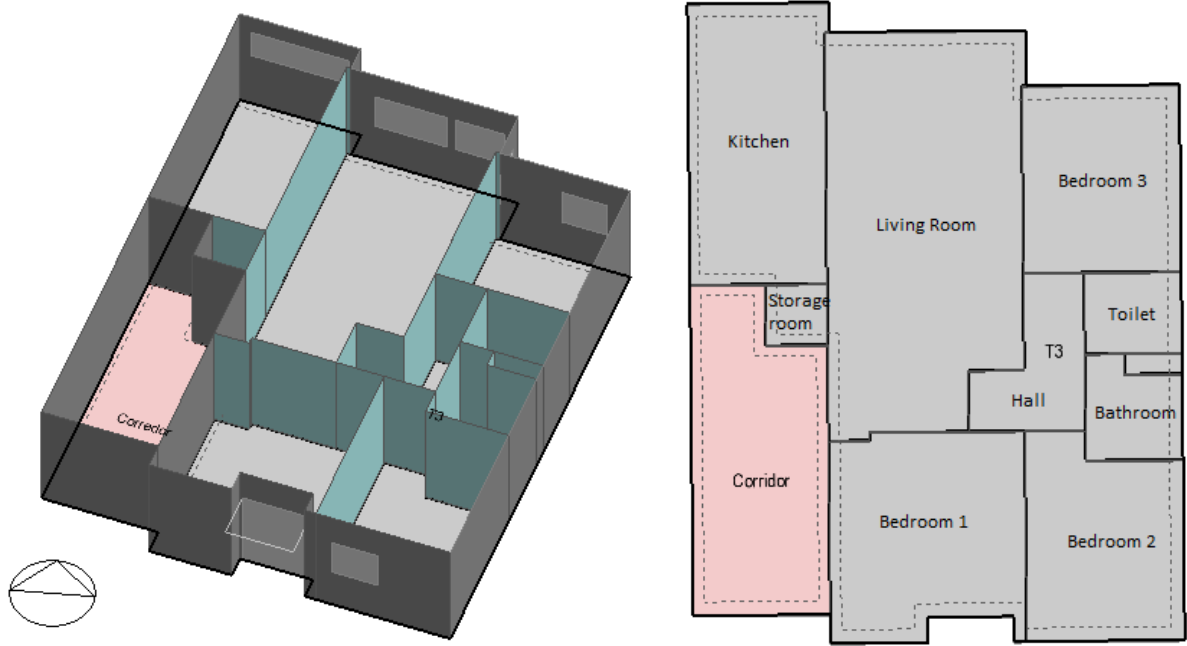 Corredor
T3
Kitchen
Living Room
Bedroom 3
Storage
room
Toilet
T3
Hall
Bathroom
Corridor
Bedroom 1
Bedroom 2